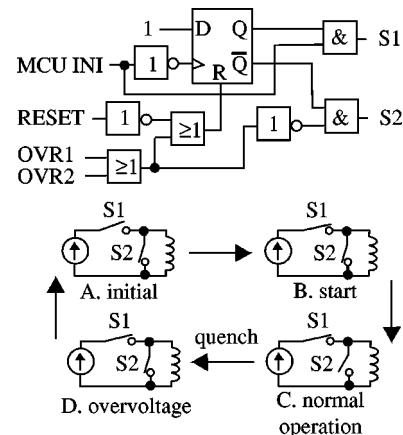 1 D Q & S1
MCU INI 1 R Q
RESET 1 ≥1 1 & S2
OVR1 ≥1
OVR2
S1 S1
S2 S2
A. initial B. start
S1 quench S1
S2 S2
D. overvoltage C. normal
operation